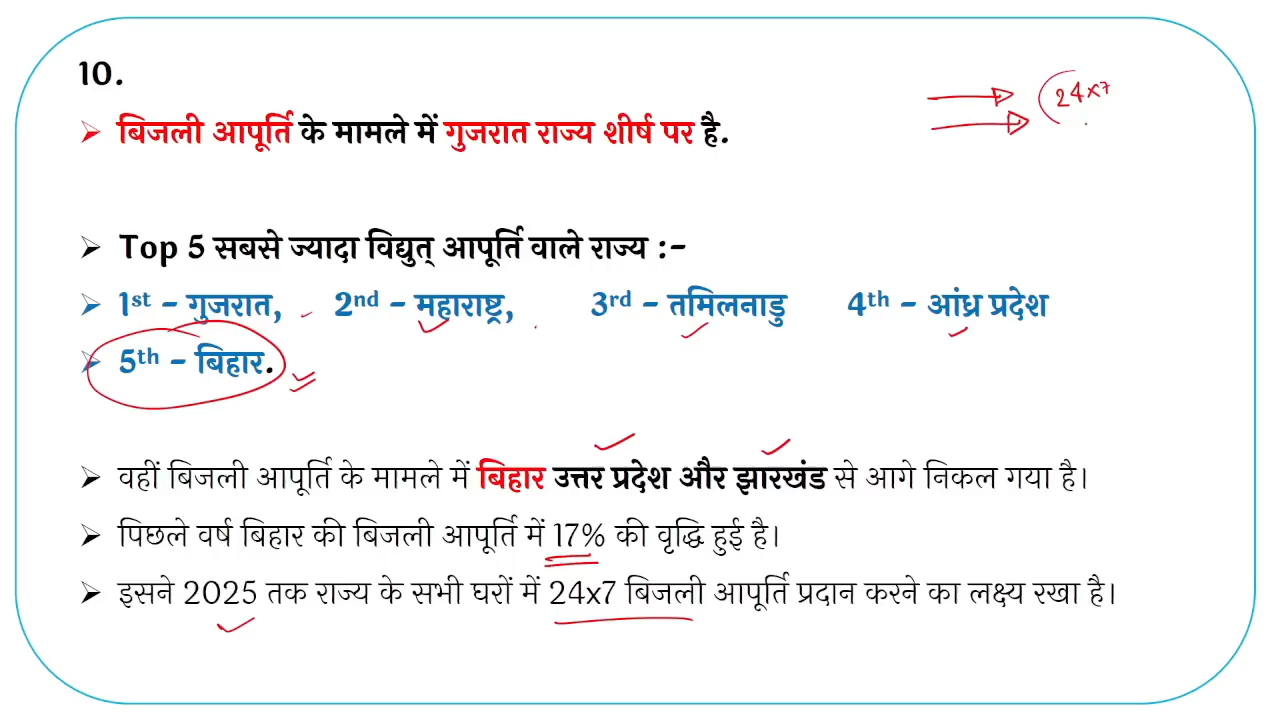 10.
24x7
➢ बिजली आपूर्ति के मामले में गुजरात राज्य शीर्ष पर है.
➢ Top 5 सबसे ज्यादा विद्युत् आपूर्ति वाले राज्य :-
➢ 1st - गुजरात, 2nd - महाराष्ट्र, 3rd - तमिलनाडु 4th - आंध्र प्रदेश
➢ 5th - बिहार.
➢ वहीं बिजली आपूर्ति के मामले में बिहार उत्तर प्रदेश और झारखंड से आगे निकल गया है।
➢ पिछले वर्ष बिहार की बिजली आपूर्ति में 17% की वृद्धि हुई है।
➢ इसने 2025 तक राज्य के सभी घरों में 24x7 बिजली आपूर्ति प्रदान करने का लक्ष्य रखा है।